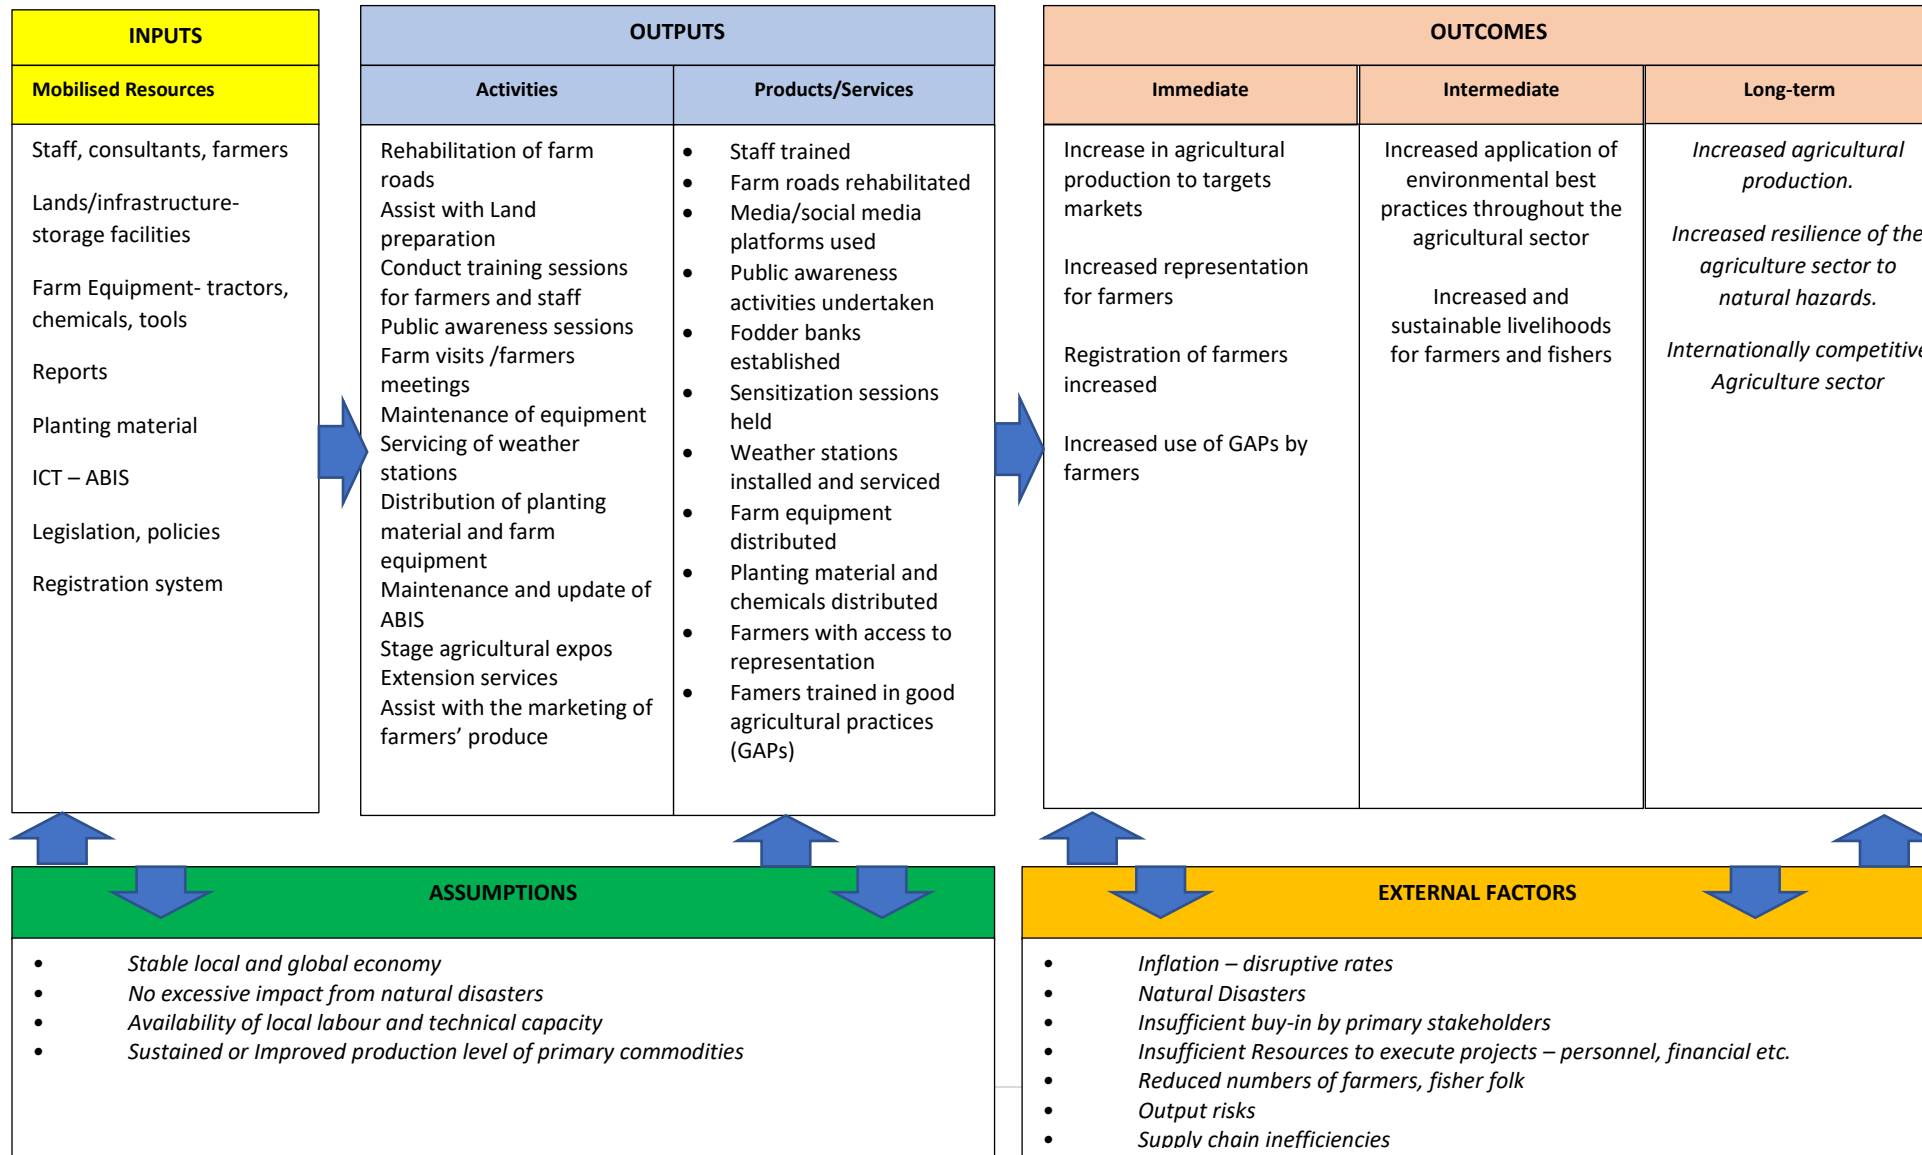 INPUTS
Mobilised Resources
Staff, consultants, farmers
Lands/infrastructure-
storage facilities
Farm Equipment- tractors,
chemicals, tools
Reports
Planting material
ICT – ABIS
Legislation, policies
Registration system
OUTPUTS
Activities
Rehabilitation of farm
roads
Assist with Land
preparation
Conduct training sessions
for farmers and staff
Public awareness sessions
Farm visits /farmers
meetings
Maintenance of equipment
Servicing of weather
stations
Distribution of planting
material and farm
equipment
Maintenance and update of
ABIS
Stage agricultural expos
Extension services
Assist with the marketing of
farmers’ produce
Products/Services
• Staff trained
• Farm roads rehabilitated
• Media/social media
platforms used
• Public awareness
activities undertaken
• Fodder banks
established
• Sensitization sessions
held
• Weather stations
installed and serviced
• Farm equipment
distributed
• Planting material and
chemicals distributed
• Farmers with access to
representation
• Famers trained in good
agricultural practices
(GAPs)
OUTCOMES
Immediate
Increase in agricultural
production to targets
markets
Increased representation
for farmers
Registration of farmers
increased
Increased use of GAPs by
farmers
Intermediate
Increased application of
environmental best
practices throughout the
agricultural sector
Increased and
sustainable livelihoods
for farmers and fishers
Long-term
Increased agricultural
production.
Increased resilience of the
agriculture sector to
natural hazards.
Internationally competitive
Agriculture sector
ASSUMPTIONS
• Stable local and global economy
• No excessive impact from natural disasters
• Availability of local labour and technical capacity
• Sustained or Improved production level of primary commodities
EXTERNAL FACTORS
• Inflation – disruptive rates
• Natural Disasters
• Insufficient buy-in by primary stakeholders
• Insufficient Resources to execute projects – personnel, financial etc.
• Reduced numbers of farmers, fisher folk
• Output risks
• Supply chain inefficiencies